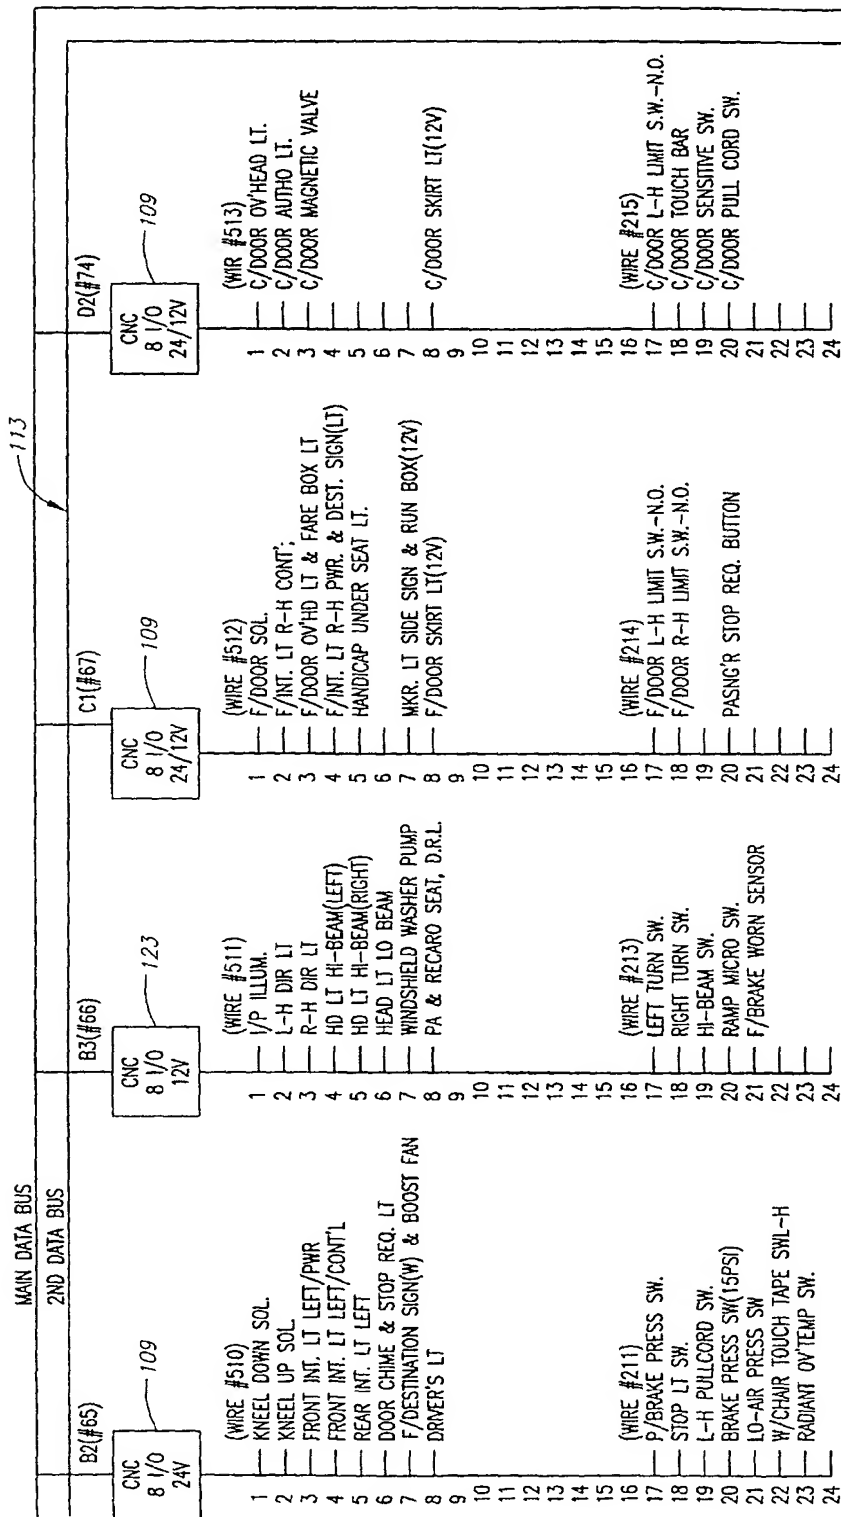 MAIN DATA BUS
2ND DATA BUS
113
B2(#65)
109
CNC
8 I/O
24V
(WIRE #510)
1 KNEEL DOWN SOL.
2 KNEEL UP SOL.
3 FRONT INT. LT LEFT/PWR
4 FRONT INT. LT LEFT/CONT'L
5 REAR INT. LT LEFT
6 DOOR CHIME & STOP REQ. LT
7 F/DESTINATION SIGN(W) & BOOST FAN
8 DRIVER'S LT
9
10
11
12
13
14
15
16 (WIRE #211)
17 P/BRAKE PRESS SW.
18 STOP LT SW.
19 L-H PULLCORD SW.
20 BRAKE PRESS SW(15PSI)
21 LO-AIR PRESS SW
22 W/CHAIR TOUCH TAPE SWL-H
23 RADIANT OV'TEMP SW.
24
B3(#66)
123
CNC
8 I/O
12V
(WIRE #511)
1 I/P ILLUM.
2 L-H DIR LT
3 R-H DIR LT
4 HD LT HI-BEAM(LEFT)
5 HD LT HI-BEAM(RIGHT)
6 HEAD LT LO BEAM
7 WINDSHIELD WASHER PUMP
8 PA & RECARO SEAT, D.R.L.
9
10
11
12
13
14
15
16 (WIRE #213)
17 LEFT TURN SW.
18 RIGHT TURN SW.
19 HI-BEAM SW.
20 RAMP MICRO SW.
21 F/BRAKE WORN SENSOR
22
23
24
C1(#67)
109
CNC
8 I/O
24/12V
(WIRE #512)
1 F/DOOR SOL.
2 F/INT. LT R-H CONT';
3 F/DOOR OV'HD LT & FARE BOX LT
4 F/INT. LT R-H PWR. & DEST. SIGN(LT)
5 HANDICAP UNDER SEAT LT.
6
7 MKR. LT SIDE SIGN & RUN BOX(12V)
8 F/DOOR SKIRT LT(12V)
9
10
11
12
13
14
15
16 (WIRE #214)
17 F/DOOR L-H LIMIT S.W.-N.O.
18 F/DOOR R-H LIMIT S.W.-N.O.
19
20 PASNG'R STOP REQ. BUTTON
21
22
23
24
D2(#74)
109
CNC
8 I/O
24/12V
(WIR #513)
1 C/DOOR OV'HEAD LT.
2 C/DOOR AUTHO LT.
3 C/DOOR MAGNETIC VALVE
4
5
6
7
8 C/DOOR SKIRT LT(12V)
9
10
11
12
13
14
15
16 (WIRE #215)
17 C/DOOR L-H LIMIT S.W.-N.O.
18 C/DOOR TOUCH BAR
19 C/DOOR SENSITIVE SW.
20 C/DOOR PULL CORD SW.
21
22
23
24